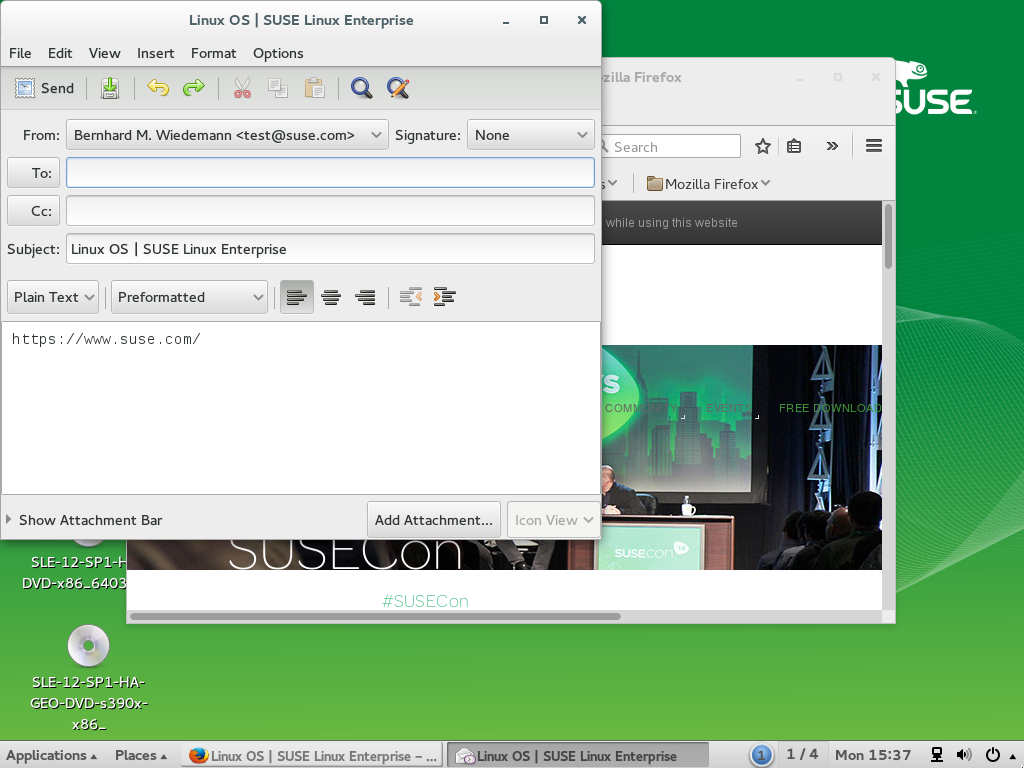 Linux OS | SUSE Linux Enterprise
File Edit View Insert Format Options
Send
From: Bernhard M. Wiedemann <test@suse.com> Signature: None
To:
Cc:
Subject: Linux OS | SUSE Linux Enterprise
Plain Text Preformatted
https://www.suse.com/
Show Attachment Bar Add Attachment... Icon View
zilla Firefox
Search
s Mozilla Firefox
while using this website
COMMUNITY EVENTS FREE DOWNLOAD
SUSECON
SUSECon
#SUSECon
SUSE
SLE-12-SP1-H
DVD-x86_6403
SLE-12-SP1-HA-
GEO-DVD-s390x-
x86_
Applications Places Linux OS | SUSE Linux Enterprise – ... Linux OS | SUSE Linux Enterprise 1 1 / 4 Mon 15:37